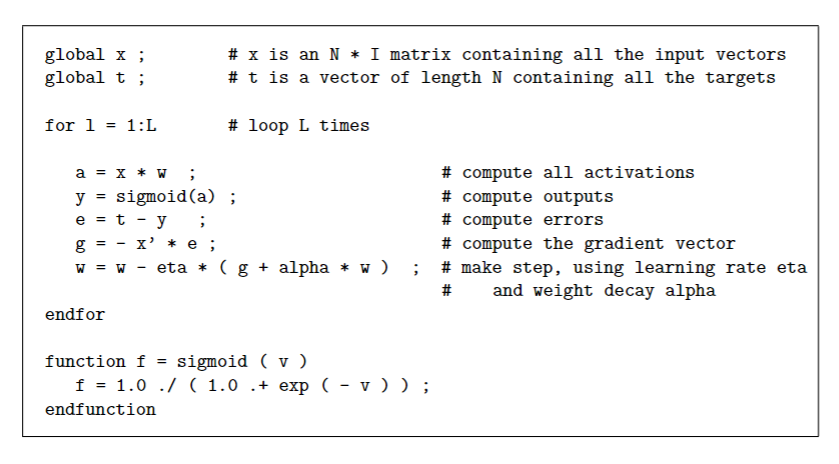 global x ;        # x is an N * I matrix containing all the input vectors
global t ;        # t is a vector of length N containing all the targets
for l = 1:L       # loop L times
a = x * w  ;                          # compute all activations
y = sigmoid(a) ;                      # compute outputs
e = t - y   ;                         # compute errors
g = - x’ * e ;                        # compute the gradient vector
w = w - eta * ( g + alpha * w )  ;  # make step, using learning rate eta
#    and weight decay alpha
endfor
function f = sigmoid ( v )
f = 1.0 ./ ( 1.0 .+ exp ( - v ) ) ;
endfunction